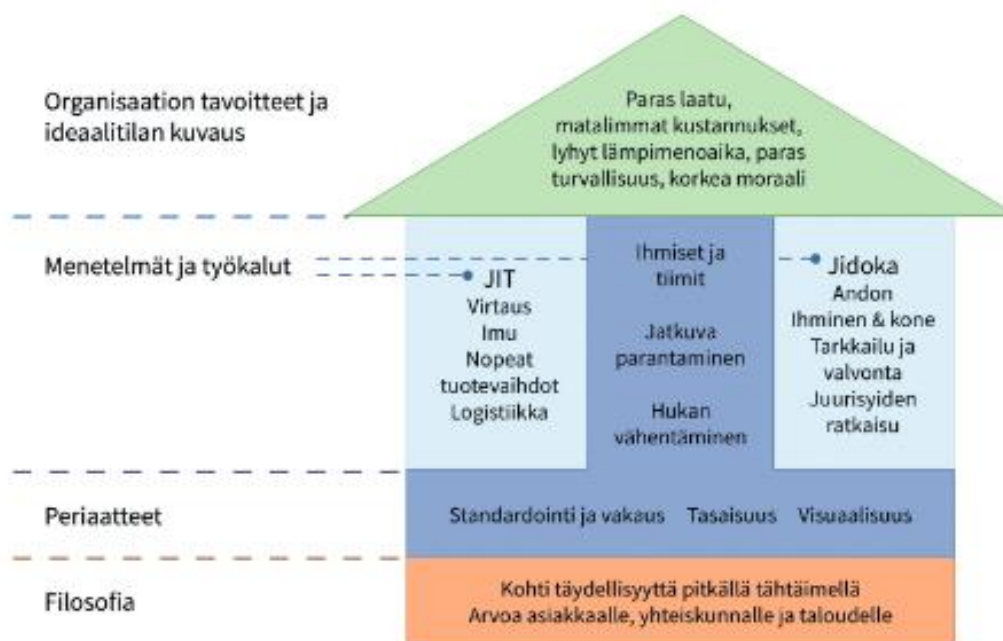 Organisaation tavoitteet ja
ideaalitilan kuvaus
Paras laatu,
matalimmat kustannukset,
lyhyt lämpimenoaika, paras
turvallisuus, korkea moraali
Menetelmät ja työkalut
JIT
Virtaus
Imu
Nopeat
tuotevaihdot
Logistiikka
Ihmiset ja
tiimit
Jatkuva
parantaminen
Hukan
vähentäminen
Jidoka
Andon
Ihminen & kone
Tarkkailu ja
valvonta
Juurisyiden
ratkaisu
Periaatteet
Standardointi ja vakaus Tasaisuus Visuaalisuus
Filosofia
Kohti täydellisyyttä pitkällä tähtäimellä
Arvoa asiakkaalle, yhteiskunnalle ja taloudelle